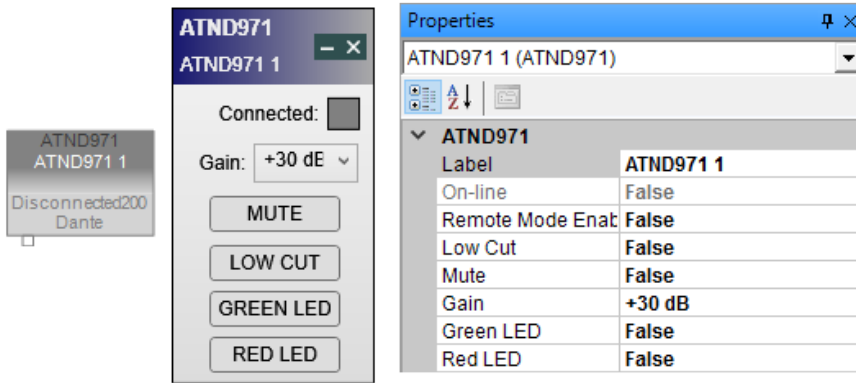 ATND971
ATND971 1
Disconnected200
Dante
ATND971
ATND971 1
Connected:
Gain: +30 dB
MUTE
LOW CUT
GREEN LED
RED LED
Properties
ATND971 1 (ATND971)
A
Z
ATND971
Label ATND971 1
On-line False
Remote Mode Enab False
Low Cut False
Mute False
Gain +30 dB
Green LED False
Red LED False